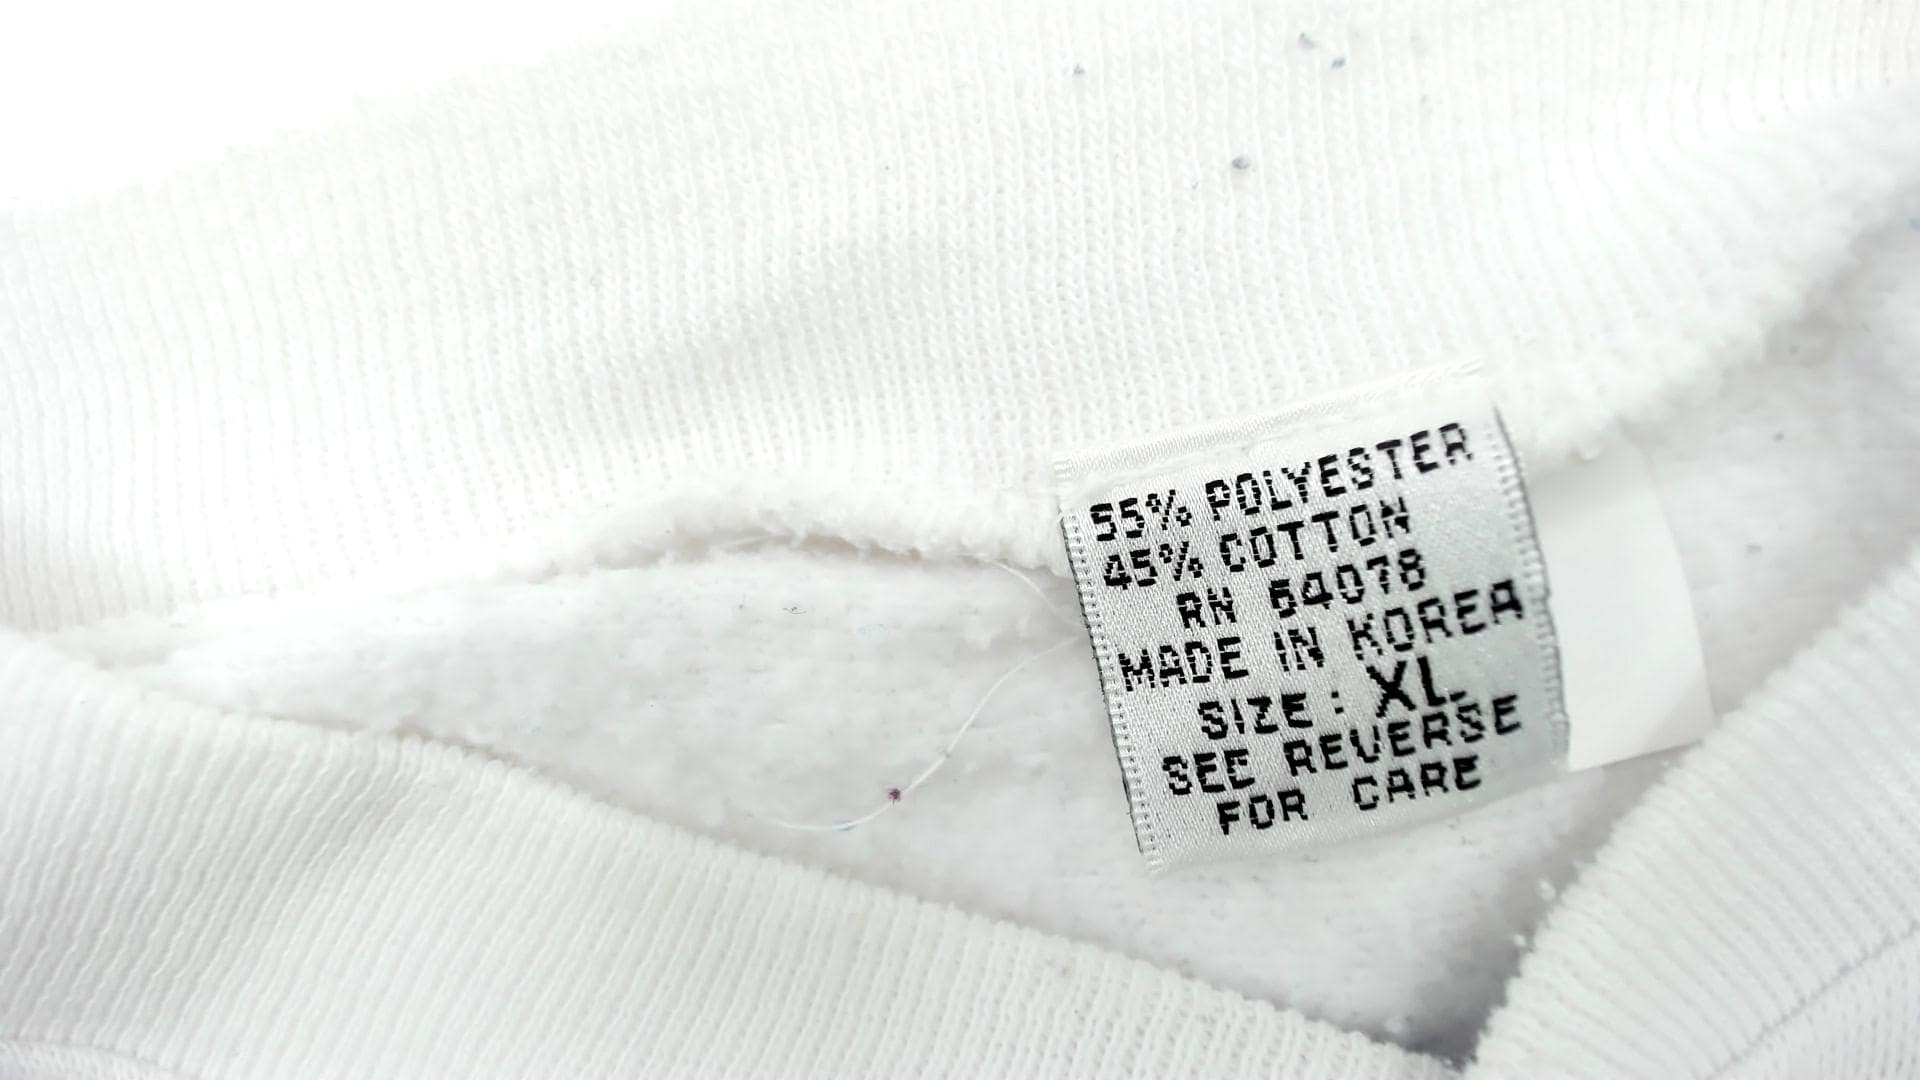 55% POLYESTER
45% COTTON
RN 54078
MADE IN KOREA
SIZE: XL
SEE REVERSE
FOR CARE